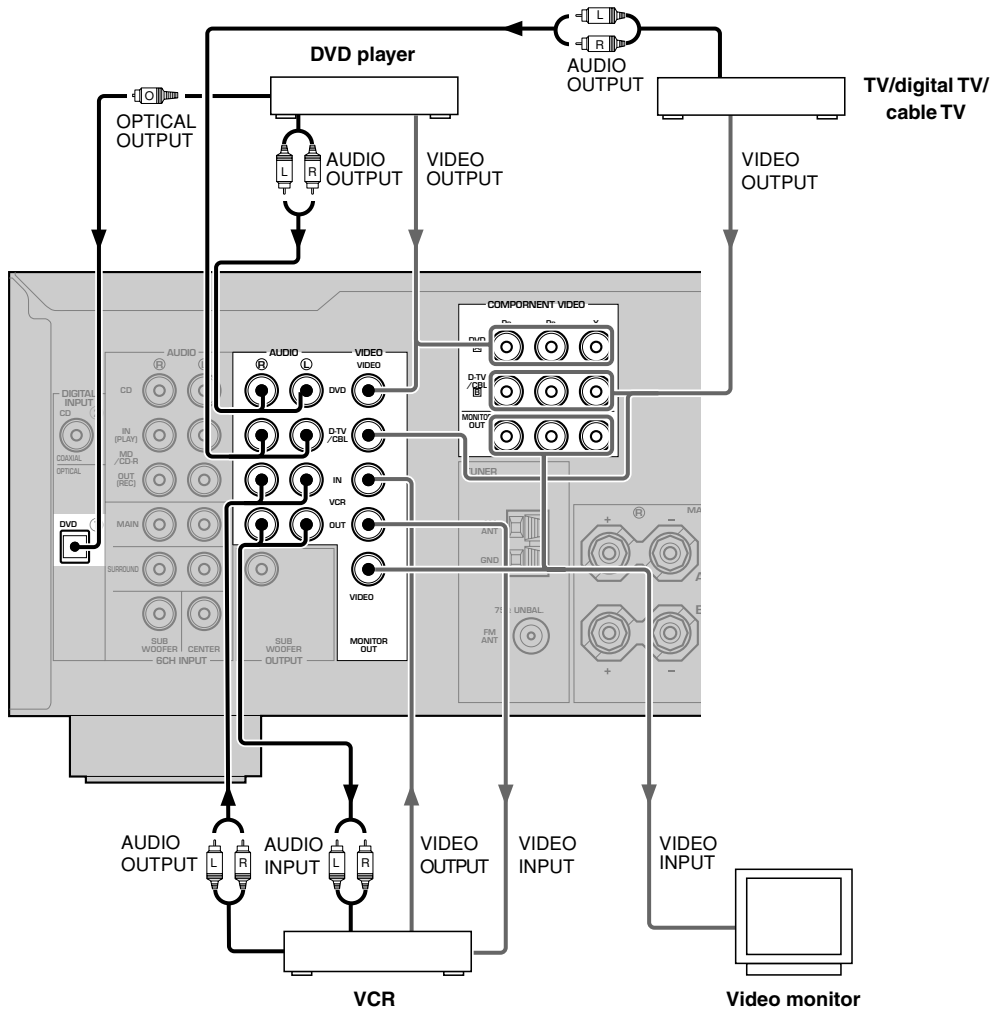 L
R
DVD player
AUDIO
OUTPUT
TV/digital TV/
cable TV
O
OPTICAL
OUTPUT
AUDIO
OUTPUT
L
R
VIDEO
OUTPUT
VIDEO
OUTPUT
COMPORNENT VIDEO
DVD
D-TV
/CBL
B
MONITOR
OUT
AUDIO
R
AUDIO
R
L
VIDEO
VIDEO
CD
DVD
DIGITAL
INPUT
CD
COAXIAL
OPTICAL
IN
(PLAY)
MD
/CD-R
OUT
(REC)
D-TV
/CBL
IN
VCR
OUT
DVD
MAIN
SURROUND
VIDEO
SUB
WOOFER
CENTER
6CH INPUT
SUB
WOOFER
OUTPUT
MONITOR
OUT
TUNER
ANT
GND
75Ω UNBAL.
FM
ANT
+
R
–
+
–
AUDIO
OUTPUT
L
R
AUDIO
INPUT
L
R
VIDEO
OUTPUT
VIDEO
INPUT
VIDEO
INPUT
VCR
Video monitor